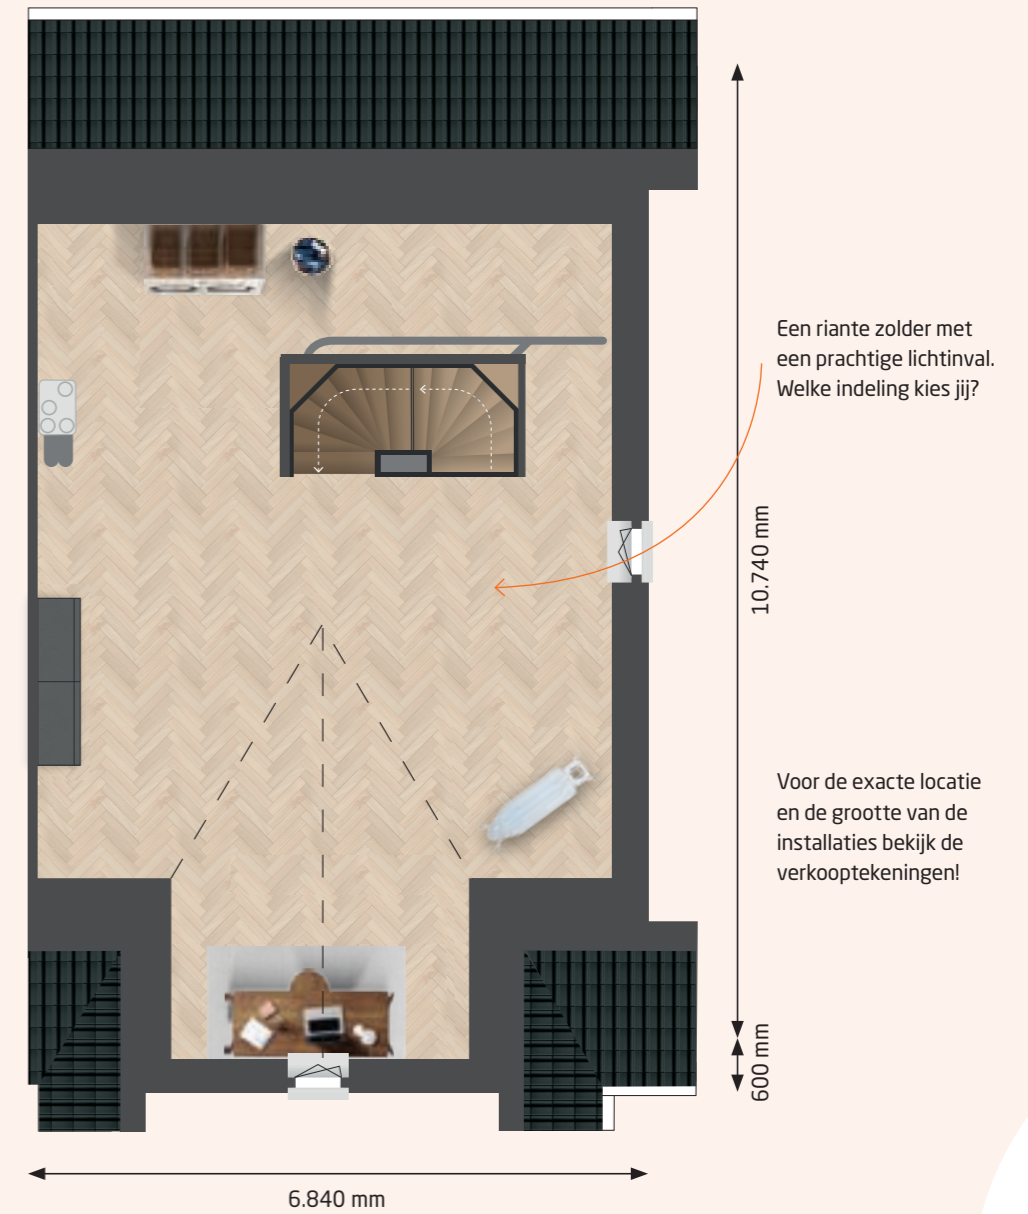 Een riante zolder met
een prachtige lichtinval.
Welke indeling kies jij?
10.740 mm
Voor de exacte locatie
en de grootte van de
installaties bekijk de
verkooptekeningen!
600 mm
6.840 mm